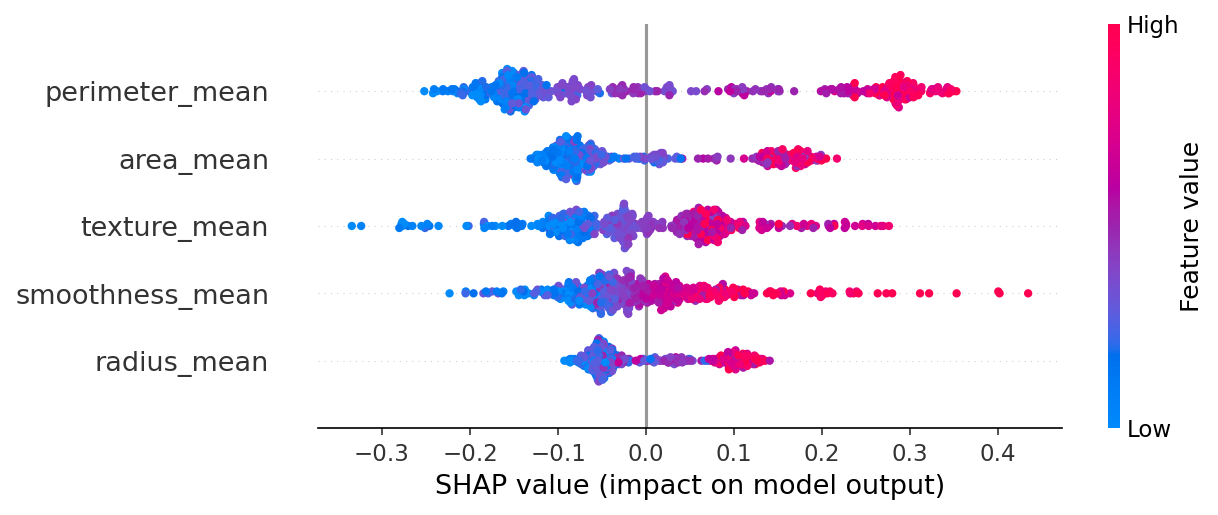 High
perimeter_mean
area_mean
texture_mean
smoothness_mean
radius_mean
Feature value
Low
−0.3 −0.2 −0.1 0.0 0.1 0.2 0.3 0.4
SHAP value (impact on model output)